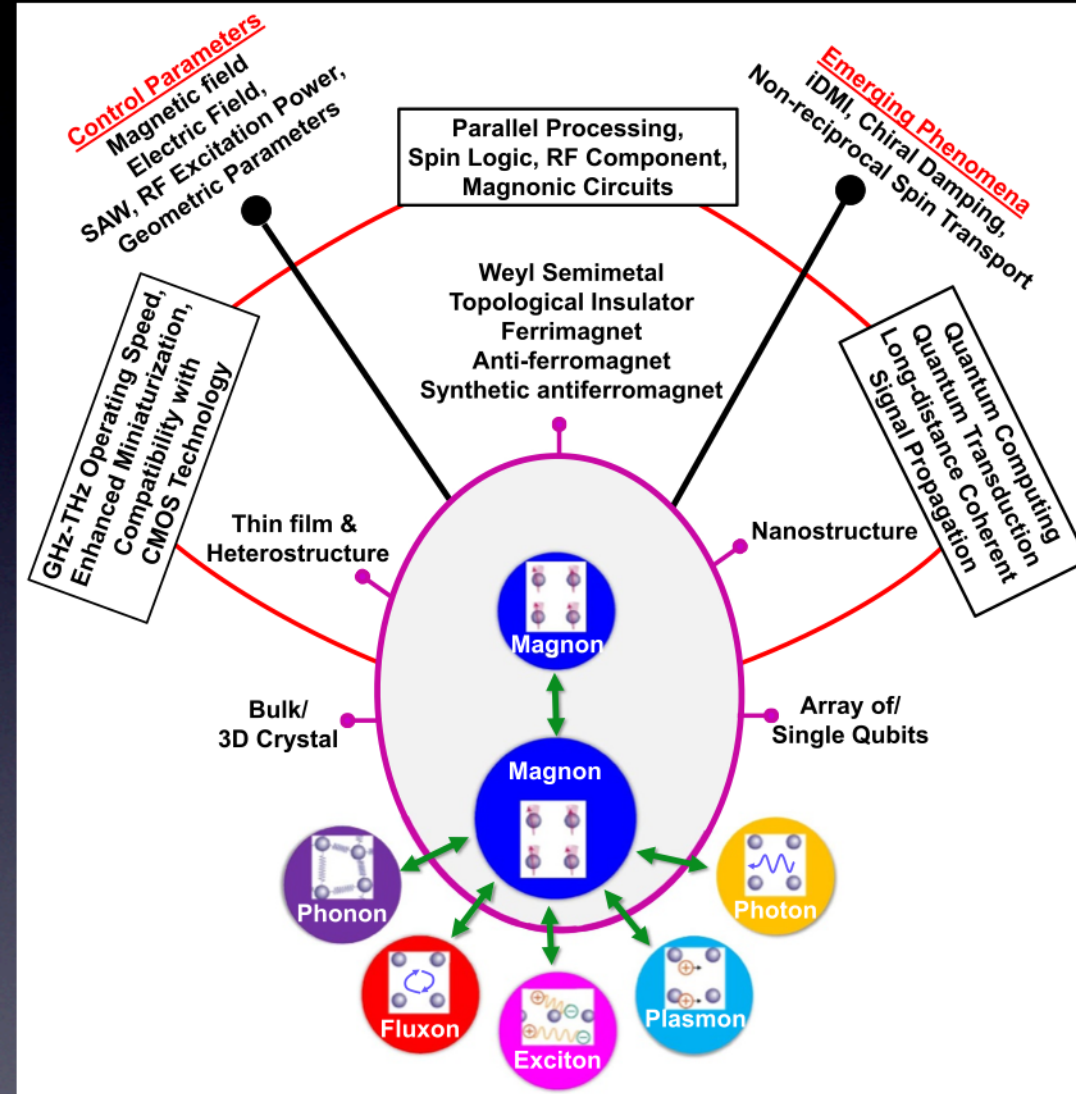 Control Parameters
Magnetic field
Electric Field,
SAW, RF Excitation Power,
Geometric Parameters
Parallel Processing,
Spin Logic, RF Component,
Magnonic Circuits
Emerging Phenomena
iDMI, Chiral Damping,
Non-reciprocal Spin Transport
GHz-THz Operating Speed,
Enhanced Miniaturization,
Compatibility with
CMOS Technology
Weyl Semimetal
Topological Insulator
Ferrimagnet
Anti-ferromagnet
Synthetic antiferromagnet
Quantum Computing
Quantum Transduction
Long-distance Coherent
Signal Propagation
Thin film &
Heterostructure
Nanostructure
Magnon
Bulk/
3D Crystal
Array of/
Single Qubits
Magnon
Phonon
Photon
Fluxon
Plasmon
Exciton